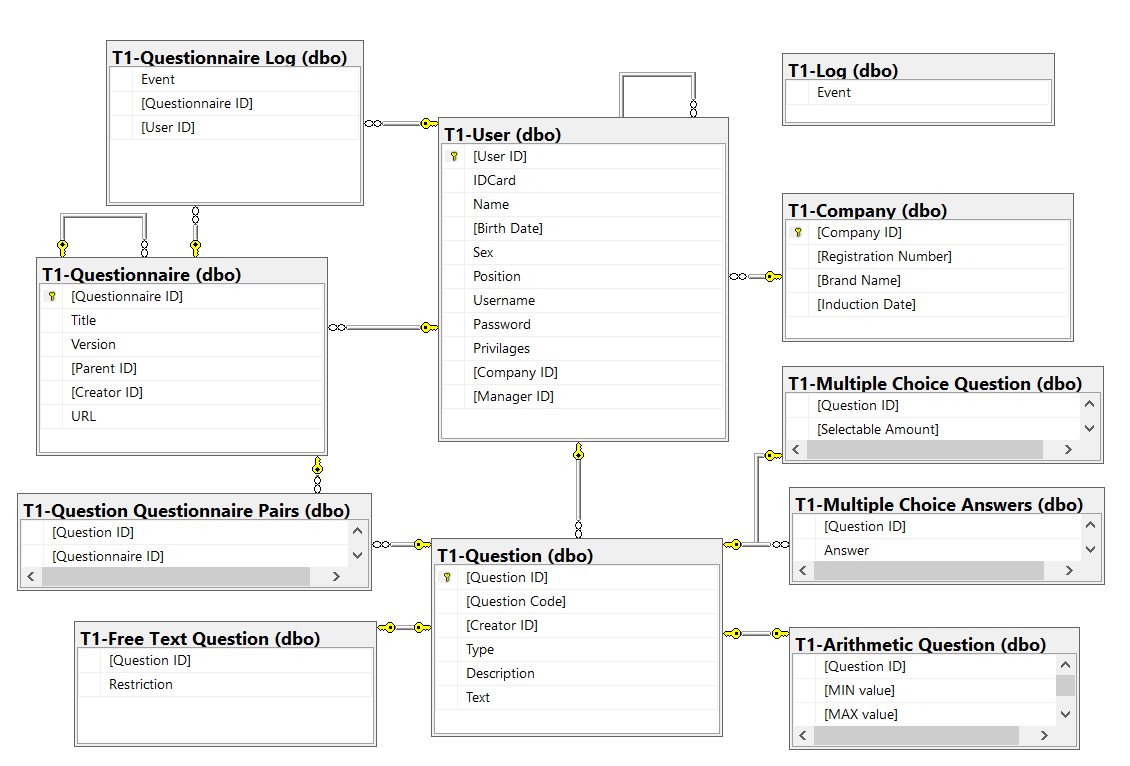 T1-Questionnaire Log (dbo)
Event
[Questionnaire ID]
[User ID]
T1-Log (dbo)
Event
T1-User (dbo)
[User ID]
IDCard
Name
[Birth Date]
Sex
Position
Username
Password
Privilages
[Company ID]
[Manager ID]
T1-Company (dbo)
[Company ID]
[Registration Number]
[Brand Name]
[Induction Date]
T1-Questionnaire (dbo)
[Questionnaire ID]
Title
Version
[Parent ID]
[Creator ID]
URL
T1-Multiple Choice Question (dbo)
[Question ID]
[Selectable Amount]
T1-Question Questionnaire Pairs (dbo)
[Question ID]
[Questionnaire ID]
T1-Multiple Choice Answers (dbo)
[Question ID]
Answer
T1-Question (dbo)
[Question ID]
[Question Code]
[Creator ID]
Type
Description
Text
T1-Free Text Question (dbo)
[Question ID]
Restriction
T1-Arithmetic Question (dbo)
[Question ID]
[MIN value]
[MAX value]